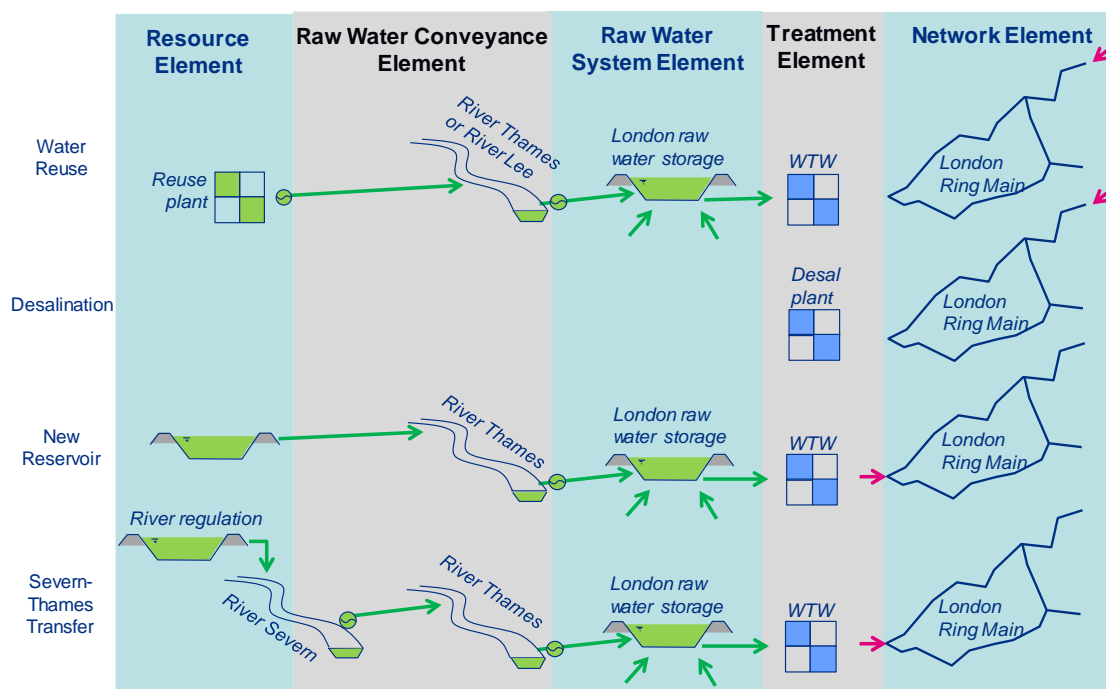 Resource
Element
Raw Water Conveyance
Element
Raw Water
System Element
Treatment
Element
Network Element
Water
Reuse
Reuse
plant
River Thames
or River Lee
London raw
water storage
WTW
London
Ring Main
Desalination
Desal
plant
London
Ring Main
New
Reservoir
River Thames
London raw
water storage
WTW
London
Ring Main
Severn-
Thames
Transfer
River regulation
River Severn
River Thames
London raw
water storage
WTW
London
Ring Main